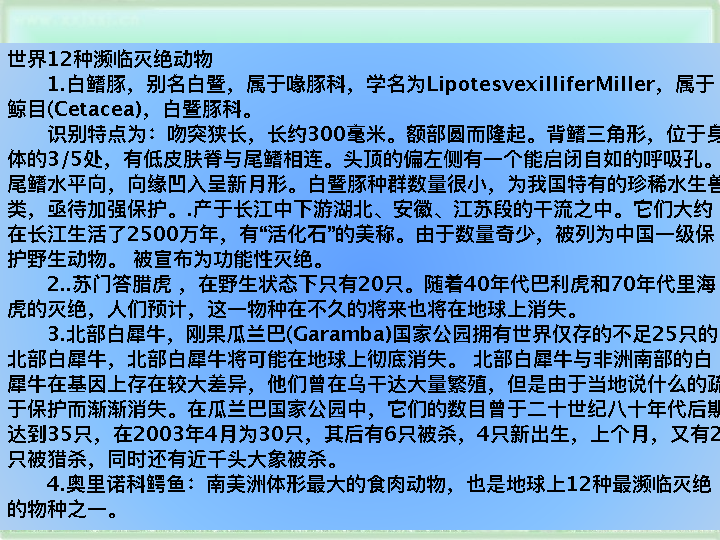 世界12种濒临灭绝动物
1.白鳍豚，别名白暨，属于喙豚科，学名为LipotesvexilliferMiller，属于
鲸目(Cetacea)，白暨豚科。
识别特点为：吻突狭长，长约300毫米。额部圆而隆起。背鳍三角形，位于身
体的3/5处，有低皮肤脊与尾鳍相连。头顶的偏左侧有一个能启闭自如的呼吸孔。
尾鳍水平向，向缘凹入呈新月形。白暨豚种群数量很小，为我国特有的珍稀水生兽
类，亟待加强保护。.产于长江中下游湖北、安徽、江苏段的干流之中。它们大约
在长江生活了2500万年，有“活化石”的美称。由于数量奇少，被列为中国一级保
护野生动物。 被宣布为功能性灭绝。
2..苏门答腊虎 ，在野生状态下只有20只。随着40年代巴利虎和70年代里海
虎的灭绝，人们预计，这一物种在不久的将来也将在地球上消失。
3.北部白犀牛，刚果瓜兰巴(Garamba)国家公园拥有世界仅存的不足25只的
北部白犀牛，北部白犀牛将可能在地球上彻底消失。 北部白犀牛与非洲南部的白
犀牛在基因上存在较大差异，他们曾在乌干达大量繁殖，但是由于当地说什么的疏
于保护而渐渐消失。在瓜兰巴国家公园中，它们的数目曾于二十世纪八十年代后期
达到35只，在2003年4月为30只，其后有6只被杀，4只新出生，上个月，又有2
只被猎杀，同时还有近千头大象被杀。
4.奥里诺科鳄鱼：南美洲体形最大的食肉动物，也是地球上12种最濒临灭绝
的物种之一。